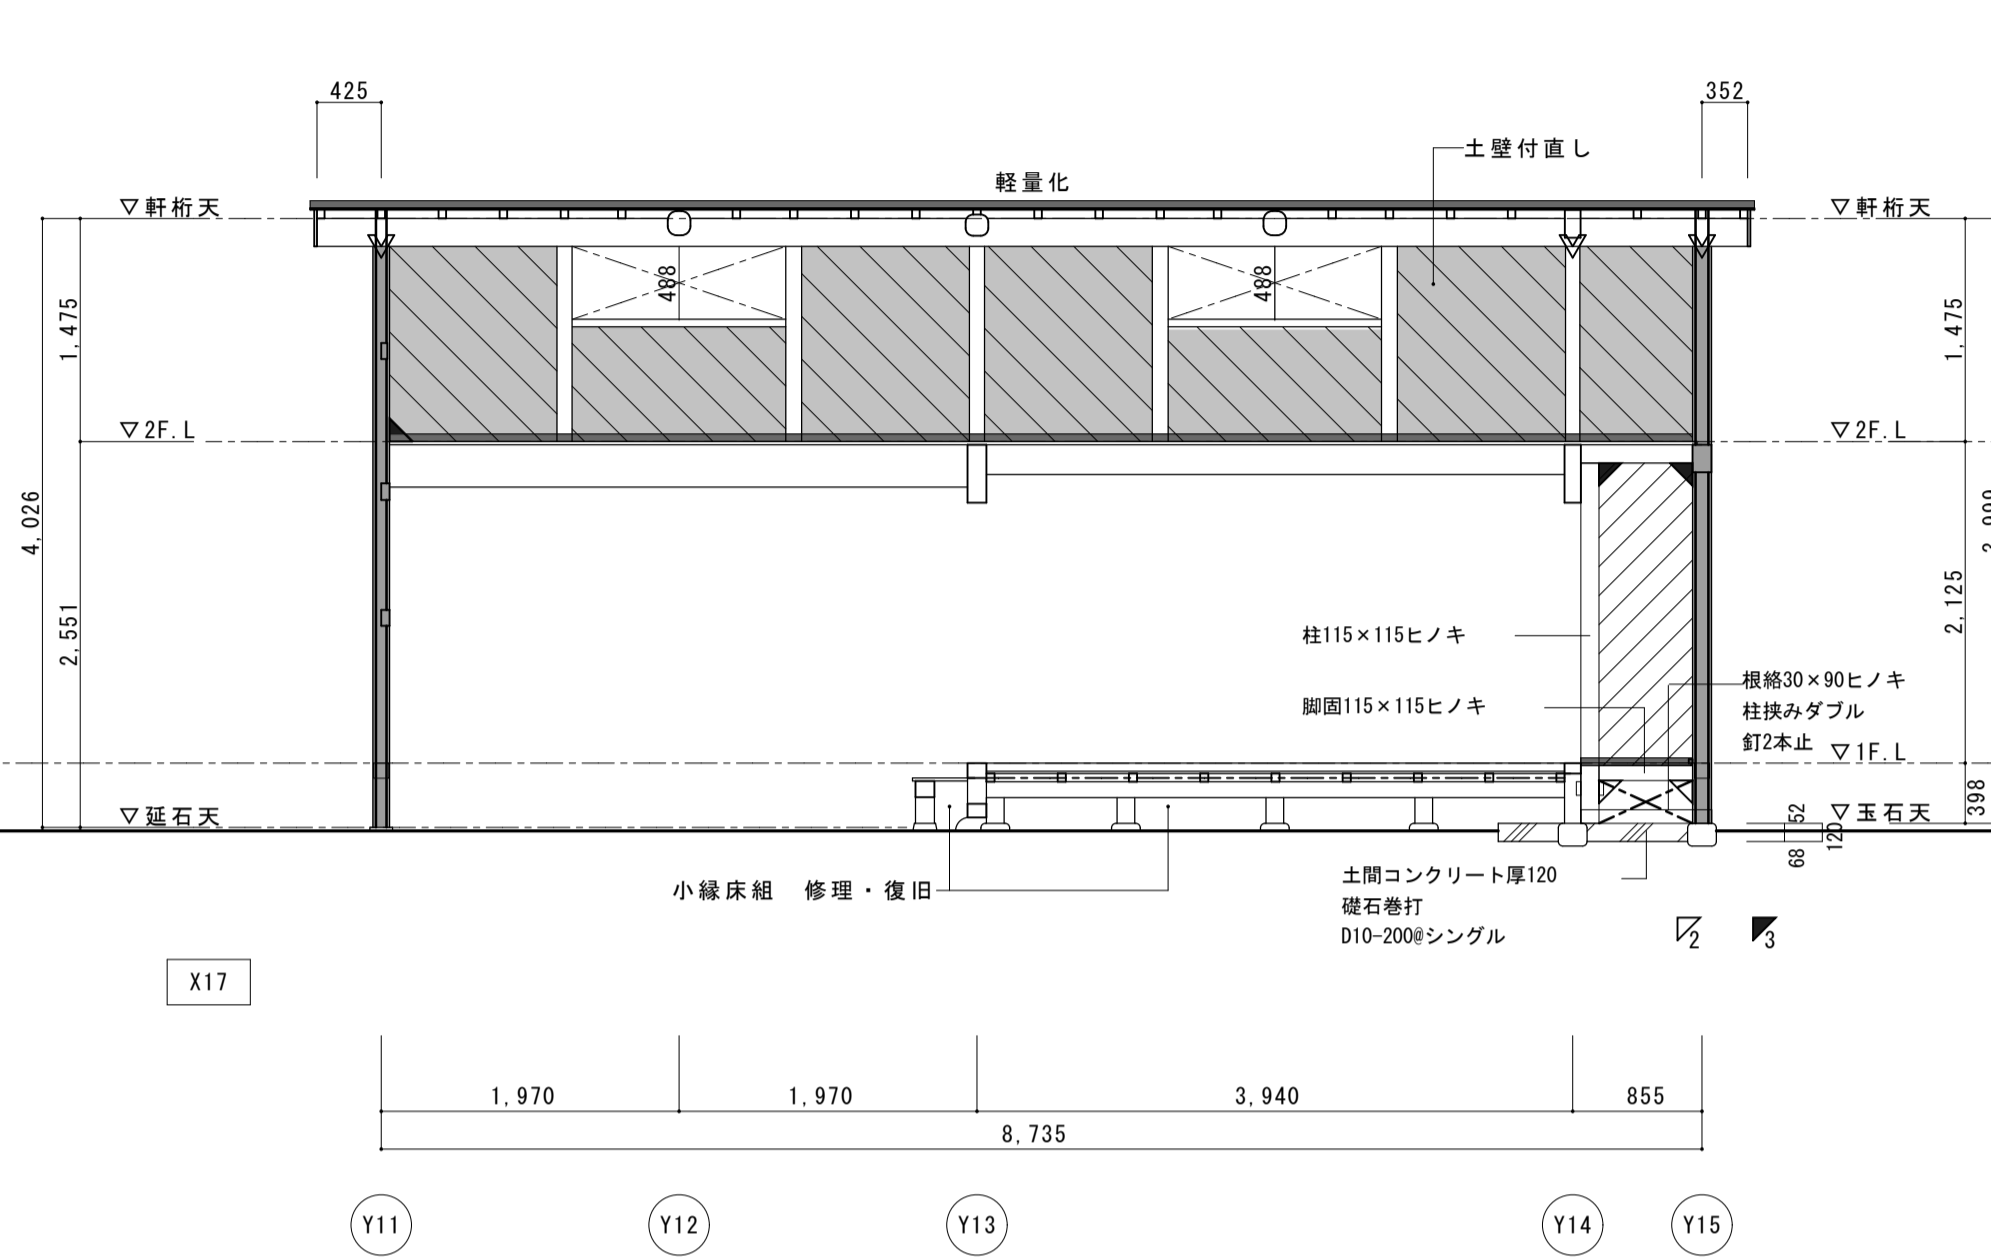 425
352
土壁付直し
軽量化
▽軒桁天
▽軒桁天
488
488
1,475
1,475
▽2F.L
▽2F.L
4,026
2,551
2,125
柱115×115ヒノキ
脚固115×115ヒノキ
根絡30×90ヒノキ
柱挟みダブル
釘2本止
▽1F.L
▽延石天
▽玉石天
398
52
120
68
小縁床組 修理・復旧
土間コンクリート厚120
礎石巻打
D10-200@シングル
2
3
X17
1,970
1,970
3,940
855
8,735
Y11
Y12
Y13
Y14
Y15